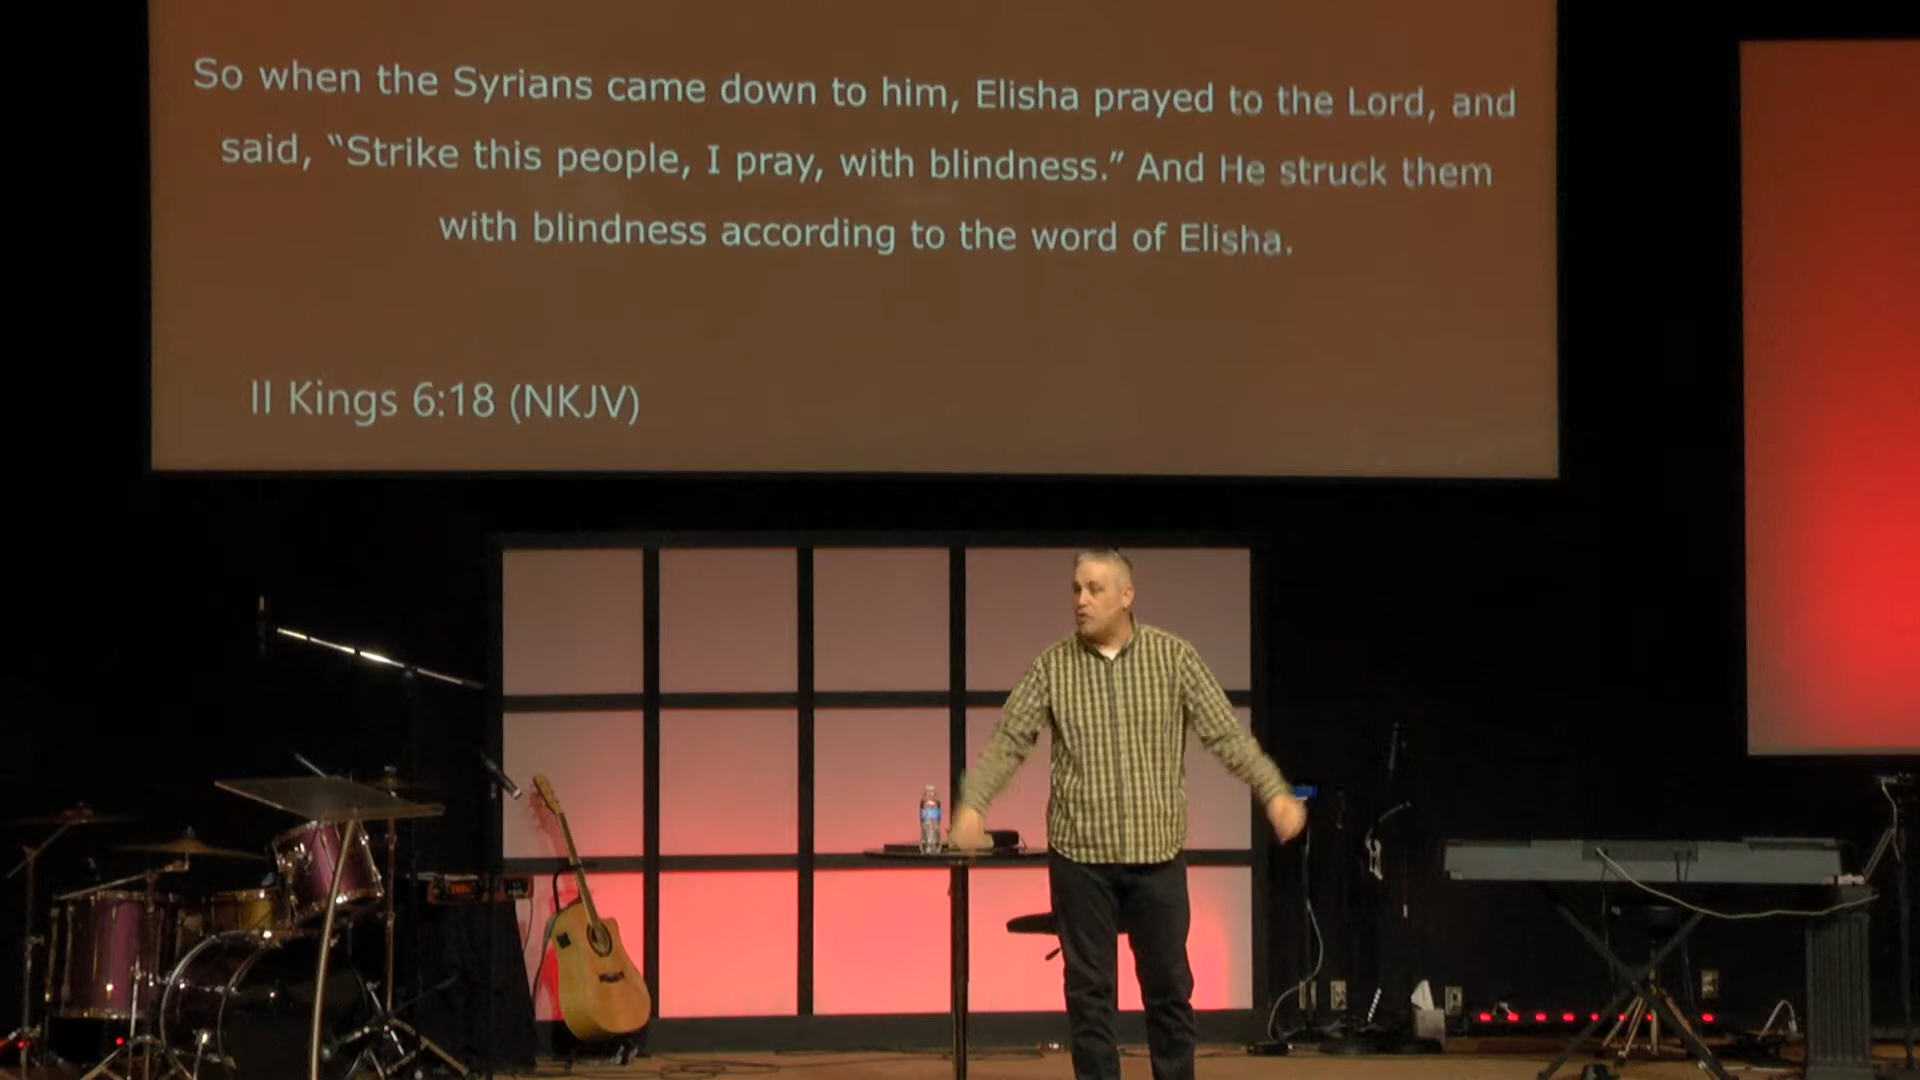 So when the Syrians came down to him, Elisha prayed to the Lord, and
said, “Strike this people, I pray, with blindness.” And He struck them
with blindness according to the word of Elisha.
II Kings 6:18 (NKJV)